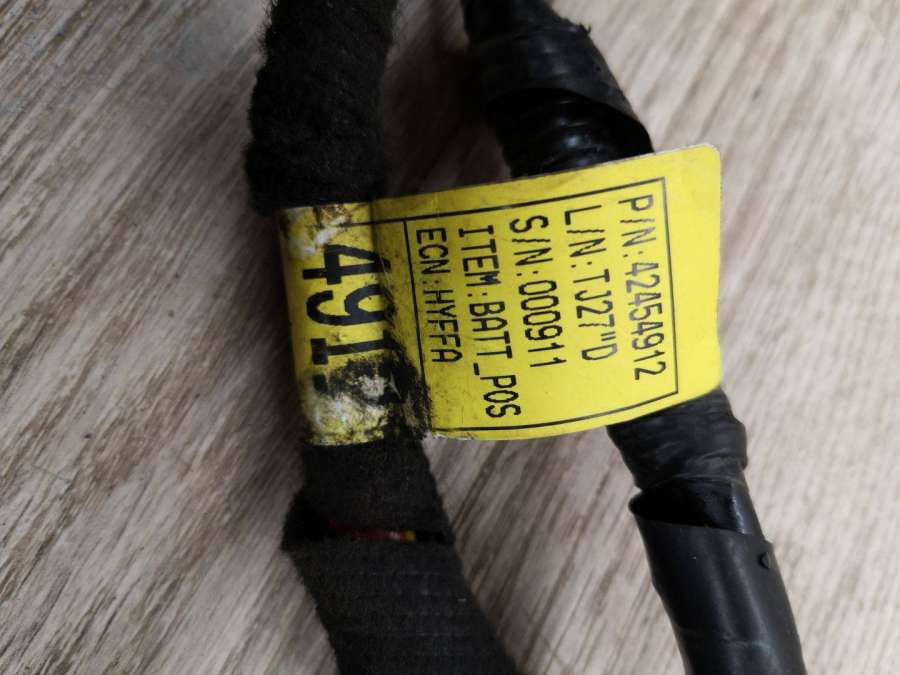 P/N:42454912
L/N:TJ27"D
S/N:000911
ITEM:BATT_POS
ECN:HYFFA
491